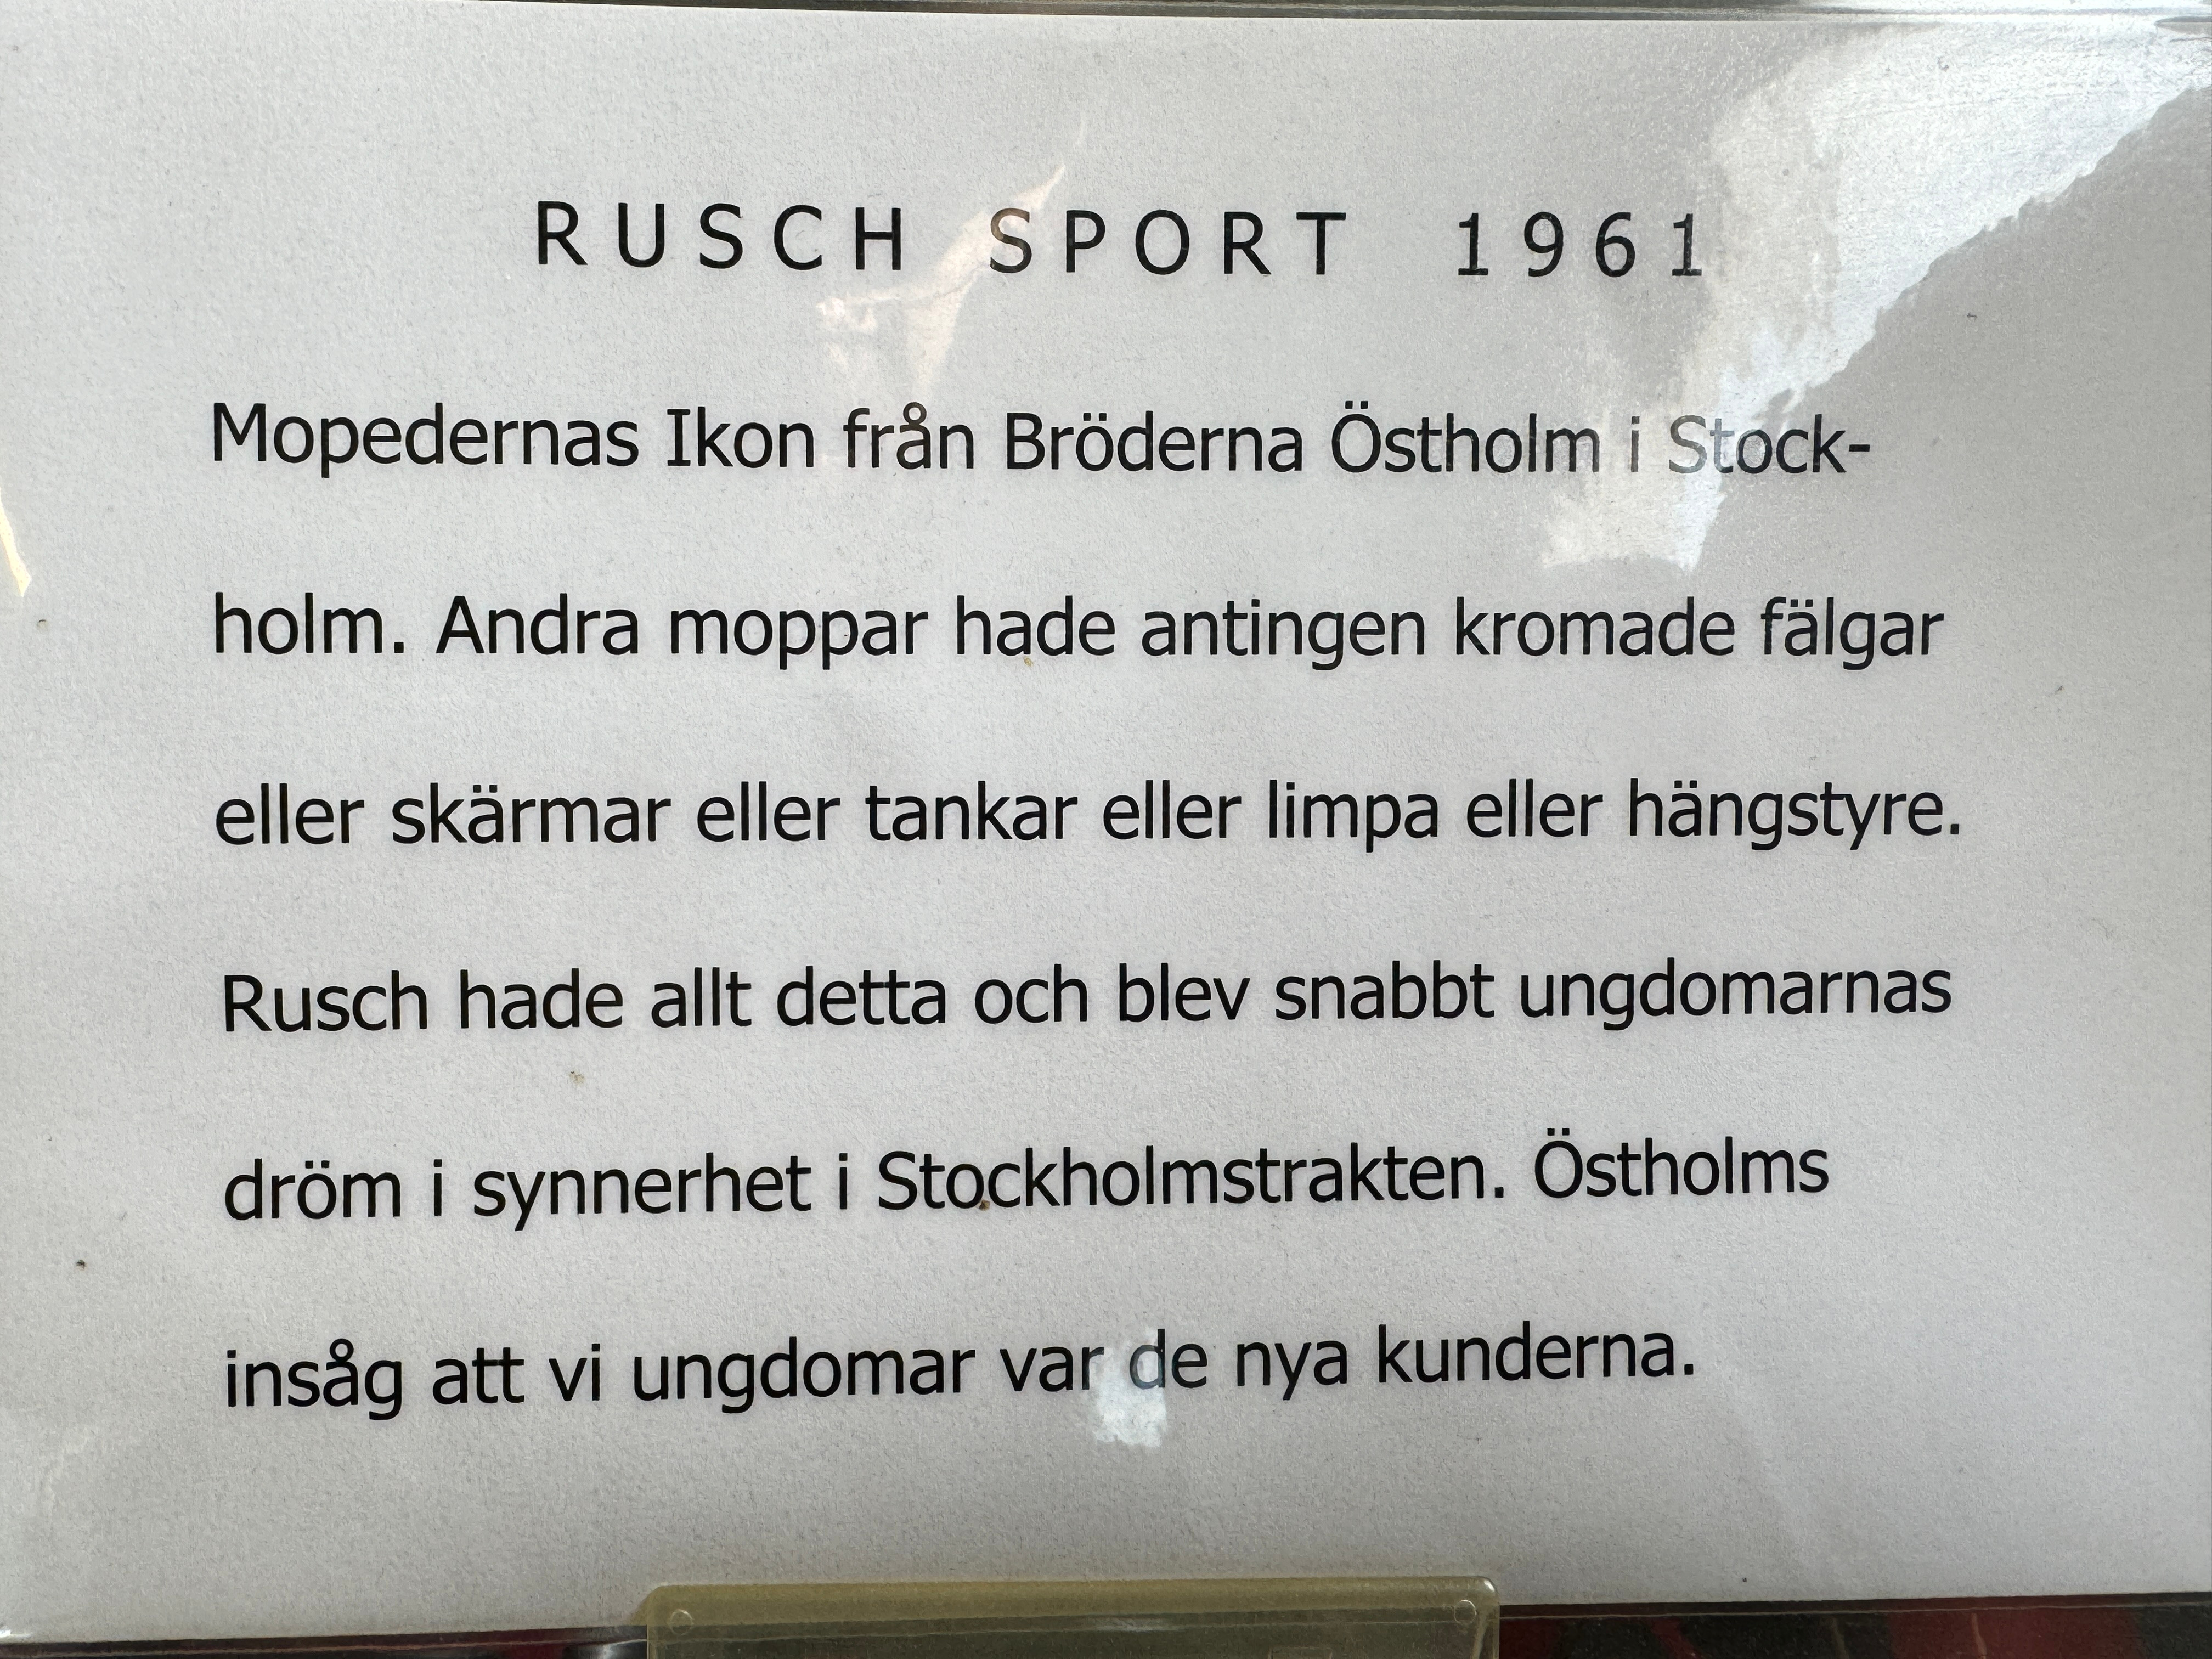 RUSCH SPORT 1961
Mopedernas Ikon från Bröderna Östholm i Stock-
holm. Andra moppar hade antingen kromade fälgar
eller skärmar eller tankar eller limpa eller hängstyre.
Rusch hade allt detta och blev snabbt ungdomarnas
dröm i synnerhet i Stockholmstrakten. Östholms
insåg att vi ungdomar var de nya kunderna.